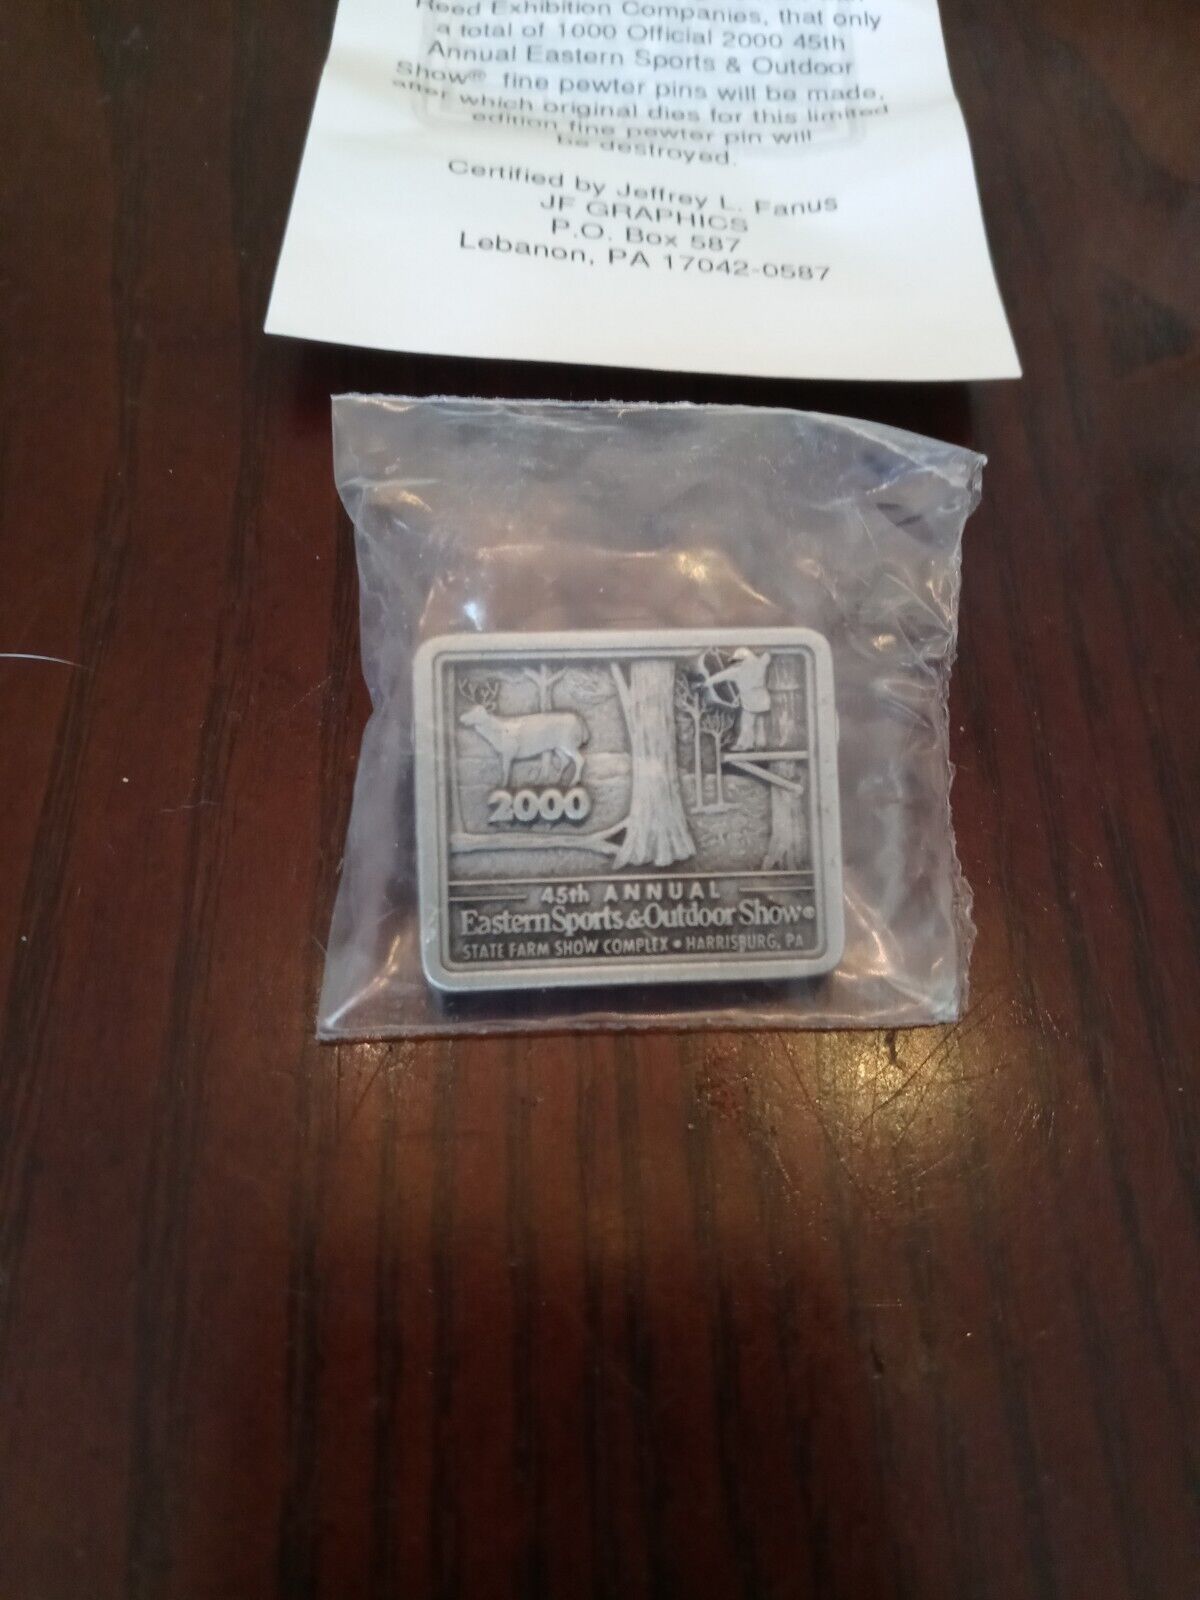 Reed Exhibition Companies, that only
a total of 1000 Official 2000 45th
Annual Eastern Sports & Outdoor
Show® fine pewter pins will be made,
after which original dies for this limited
edition fine pewter pin will
be destroyed.
Certified by Jeffrey L. Fanus
JF GRAPHICS
P.O. Box 587
Lebanon, PA 17042-0587
2000
45th ANNUAL
Eastern Sports & Outdoor Show®
STATE FARM SHOW COMPLEX • HARRISBURG, PA